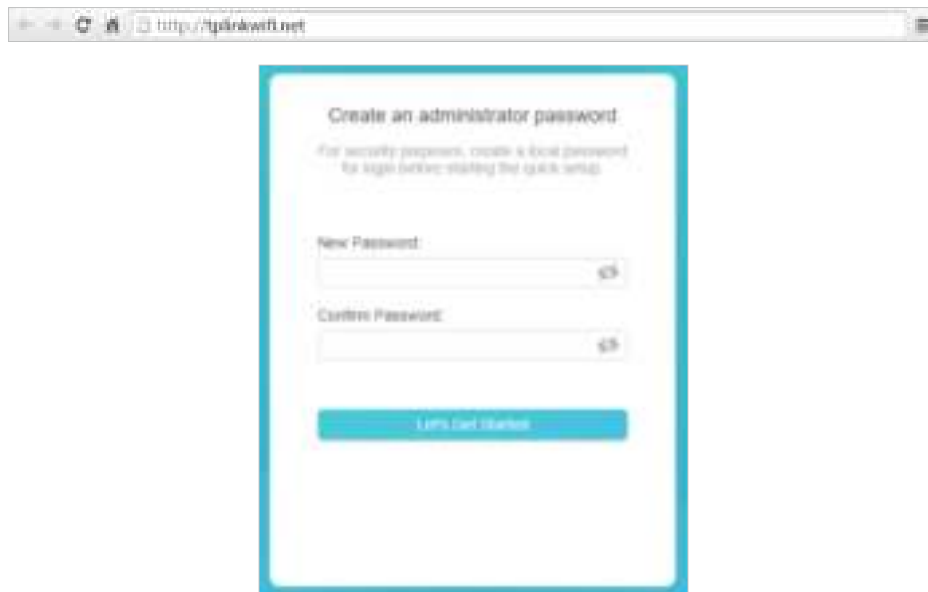 http://tplinkwifi.net
Create an administrator password
For security purposes, create a local password
for login before starting the quick setup
New Password:
Confirm Password:
Let's Get Started